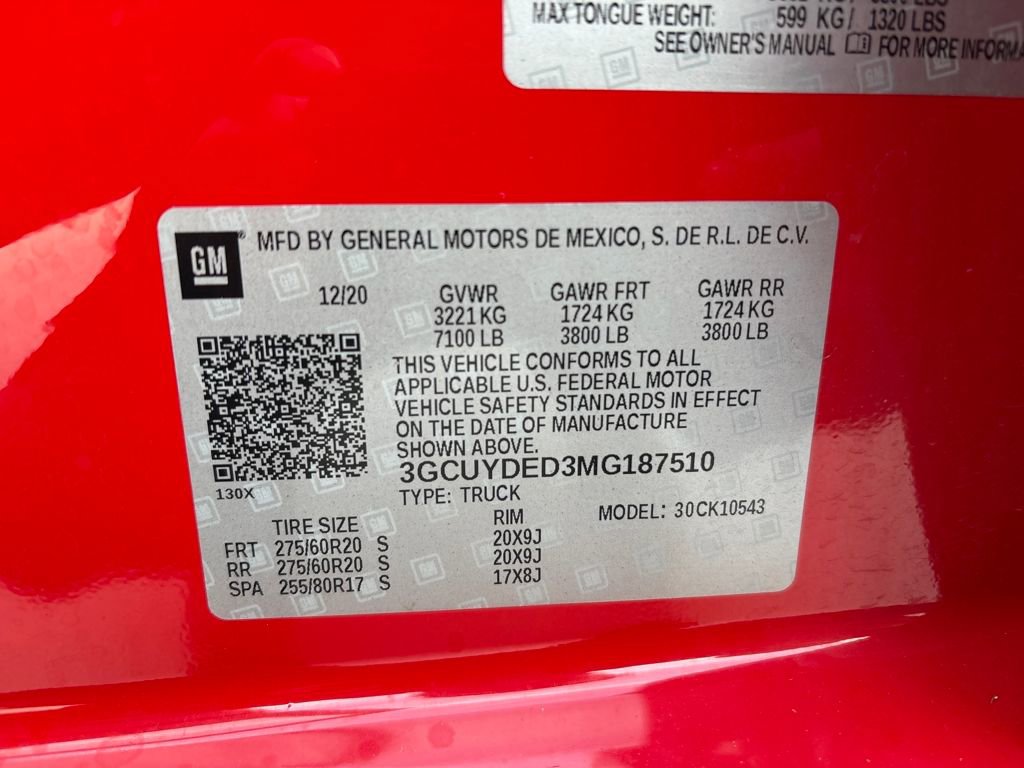 MAX TONGUE WEIGHT: 599 KG/ 1320 LBS
SEE OWNER'S MANUAL FOR MORE
GM
MFD BY GENERAL MOTORS DE MEXICO, S. DE R.L. DE C.V.
12/20 GVWR GAWR FRT GAWR RR
3221 KG 1724 KG 1724 KG
7100 LB 3800 LB 3800 LB
THIS VEHICLE CONFORMS TO ALL
APPLICABLE U.S. FEDERAL MOTOR
VEHICLE SAFETY STANDARDS IN EFFECT
ON THE DATE OF MANUFACTURE
SHOWN ABOVE.
3GCUYDED3MG187510
130X
TYPE: TRUCK
MODEL: 30CK10543
TIRE SIZE RIM
FRT 275/60R20 S 20X9J
RR 275/60R20 S 20X9J
SPA 255/80R17 S 17X8J